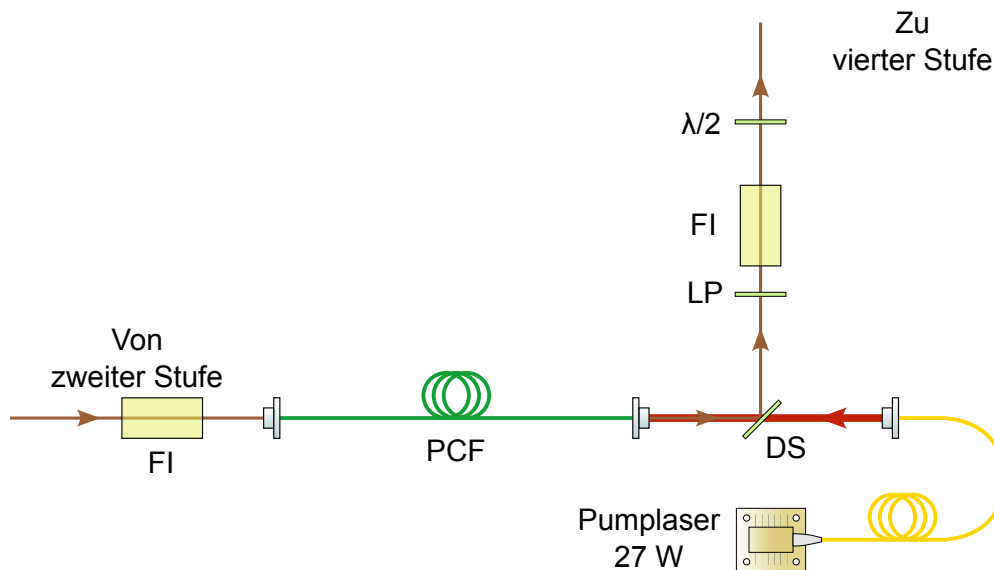 Zu
vierter Stufe
λ/2
FI
LP
Von
zweiter Stufe
FI
PCF
DS
Pumplaser
27 W